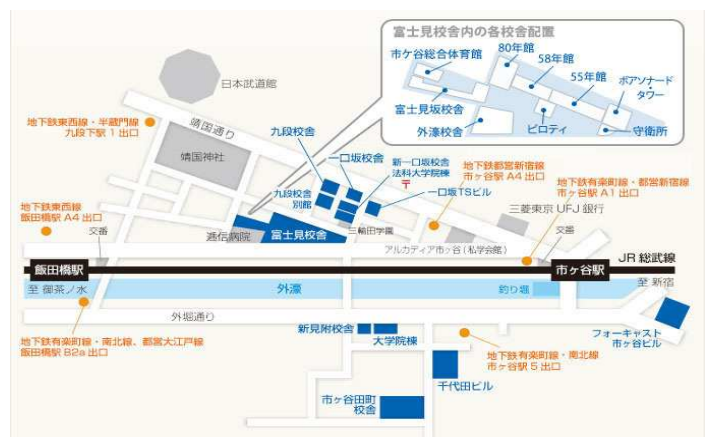 富士見校舎内の各校舎配置
市ケ谷総合体育館
80年館
58年館
55年館
ボアソナード
・タワー
富士見坂校舎
外濠校舎
ピロティ
守衛所
日本武道館
地下鉄東西線・半蔵門線
九段下駅 1 出口
靖国通り
靖国神社
九段校舎
一口坂校舎
新一口坂校舎
法科大学院棟
〒
九段校舎
別館
一口坂TSビル
地下鉄都営新宿線
市ヶ谷駅 A4 出口
地下鉄有楽町線・都営新宿線
市ヶ谷駅 A1 出口
地下鉄東西線
飯田橋駅 A4 出口
交番
逓信病院
富士見校舎
三輪田学園
三菱東京 UFJ 銀行
交番
アルカディア市ヶ谷 (私学会館)
JR 総武線
飯田橋駅
市ヶ谷駅
至 御茶ノ水
外濠
釣り堀
至 新宿
外堀通り
新見附校舎
大学院棟
フォーキャスト
市ヶ谷ビル
地下鉄有楽町線・南北線、都営大江戸線
飯田橋駅 B2a 出口
地下鉄有楽町線・南北線
市ヶ谷駅 5 出口
千代田ビル
市ヶ谷田町
校舎